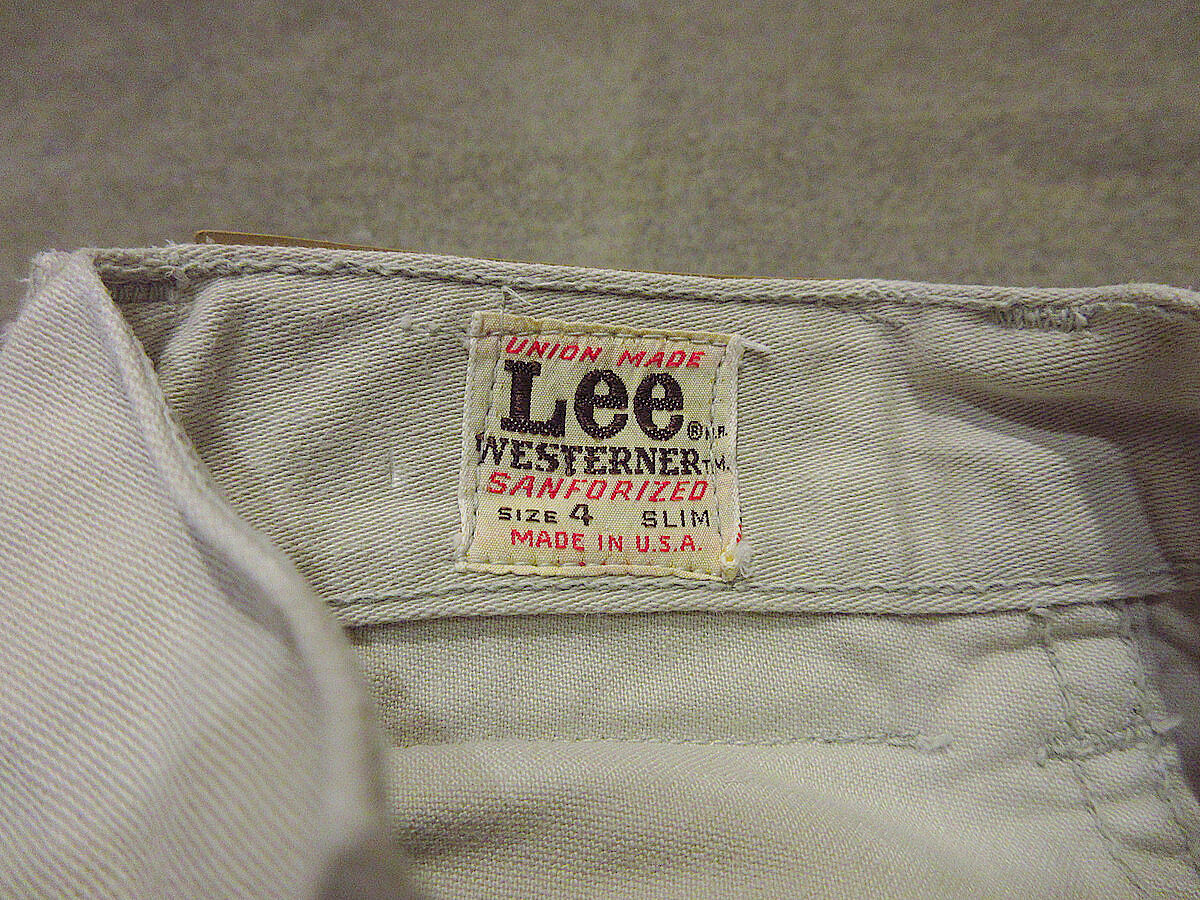 UNION MADE
Lee® M.R.
WESTERNER T.M.
SANFORIZED
SIZE 4 SLIM
MADE IN U.S.A.